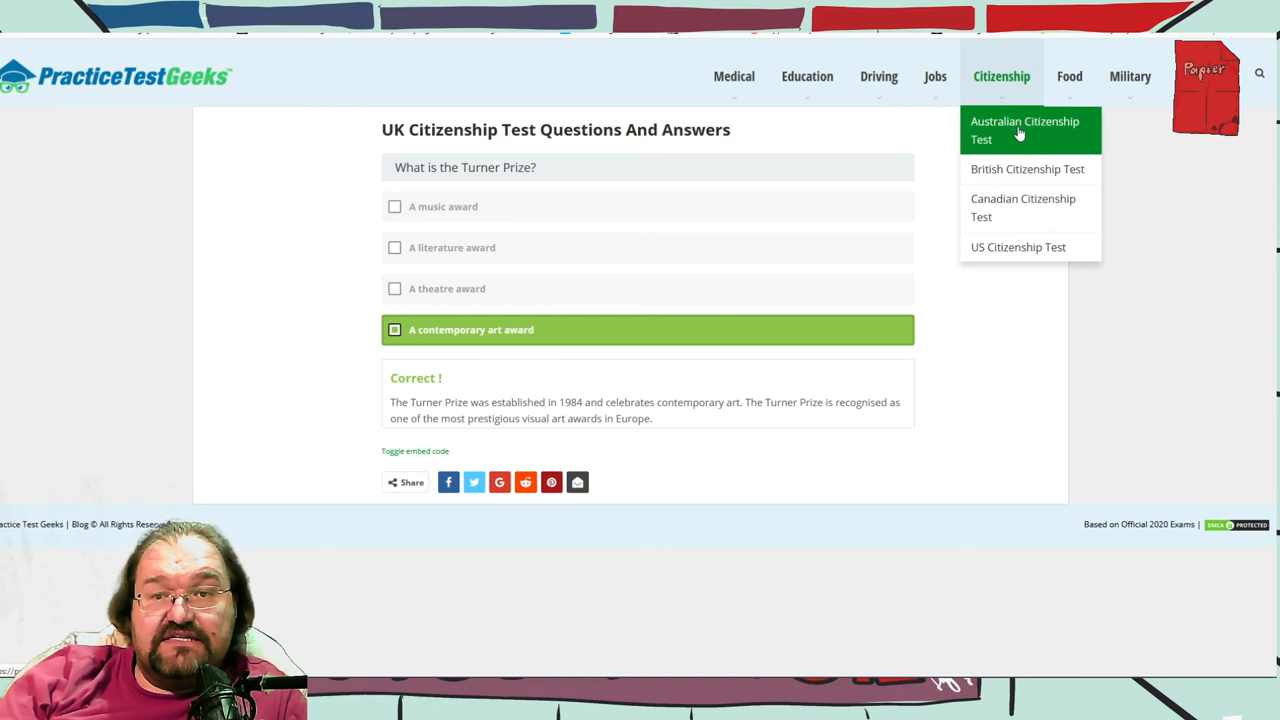 PracticeTestGeeks
Medical
Education
Driving
Jobs
Citizenship
Food
Military
Papier
Australian Citizenship
Test
British Citizenship Test
Canadian Citizenship
Test
US Citizenship Test
UK Citizenship Test Questions And Answers
What is the Turner Prize?
A music award
A literature award
A theatre award
A contemporary art award
Correct !
The Turner Prize was established in 1984 and celebrates contemporary art. The Turner Prize is recognised as
one of the most prestigious visual art awards in Europe.
Toggle embed code
Share
actice Test Geeks | Blog © All Rights Reserved
Based on Official 2020 Exams |
DMCA PROTECTED